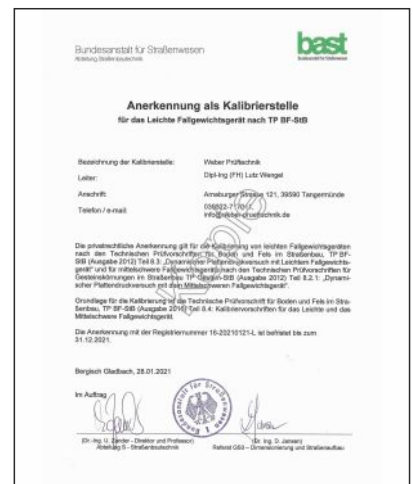 Bundesanstalt für Straßenwesen
Abteilung Straßenbautechnik
bast
Bundesanstalt für Straßenwesen
Anerkennung als Kalibrierstelle
für das Leichte Fallgewichtsgerät nach TP BF-StB
Bezeichnung der Kalibrierstelle: Weber Prüftechnik
Leiter: Dipl-Ing (FH) Lutz Wengel
Anschrift: Arneburger Straße 121, 39590 Tangermünde
Telefon / e-mail:
Die privatrechtliche Anerkennung gilt für die Kalibrierung von leichten Fallgewichtsgeräten
nach den Technischen Prüfvorschriften für Boden und Fels im Straßenbau, TP BF-
StB (Ausgabe 2012) Teil 8.3: „Dynamischer Plattendruckversuch mit Leichtem Fallgewichts-
gerät“ und für mittelschwere Fallgewichtsgeräte nach den Technischen Prüfvorschriften für
Gesteinskörnungen im Straßenbau TP Gestein-StB (Ausgabe 2012) Teil 8.2.1: „Dynami-
scher Plattendruckversuch mit dem Mittelschweren Fallgewichtsgerät“.
Grundlage für die Kalibrierung ist die Technische Prüfvorschrift für Boden und Fels im Stra-
ßenbau, TP BF-StB (Ausgabe 2016) Teil 8.4: Kalibriervorschriften für das Leichte und das
Mittelschwere Fallgewichtsgerät.
Die Anerkennung mit der Registriernummer 16-20210121-L ist befristet bis zum
31.12.2021.
Bergisch Gladbach, 28.01.2021
Im Auftrag
(Dr.-Ing. U. Zander - Direktor und Professor)
Abteilung S - Straßenbautechnik
(Dr. Ing. D. Jansen)
Referat GS3 – Dimensionierung und Straßenaufbau
Kopie